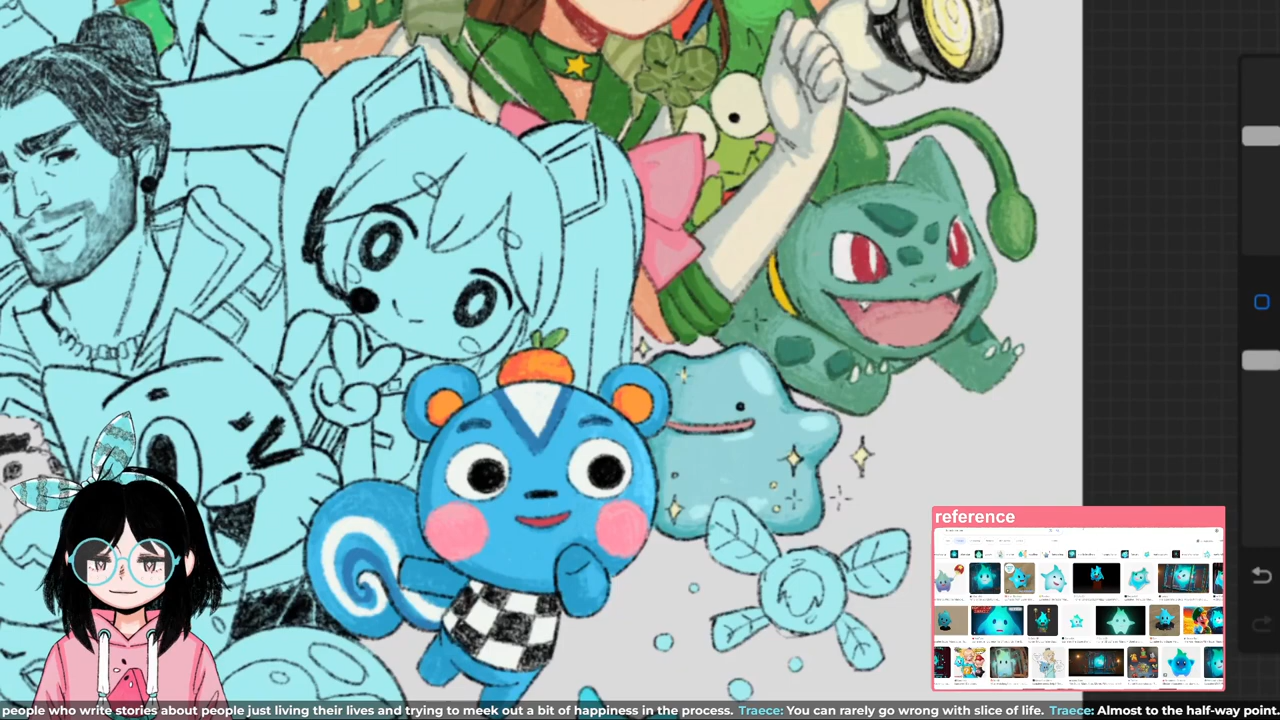 reference
people who write stories about people just living their lives and trying to meek out a bit of happiness in the process. Traece: You can rarely go wrong with slice of life. Traece: Almost to the half-way point.